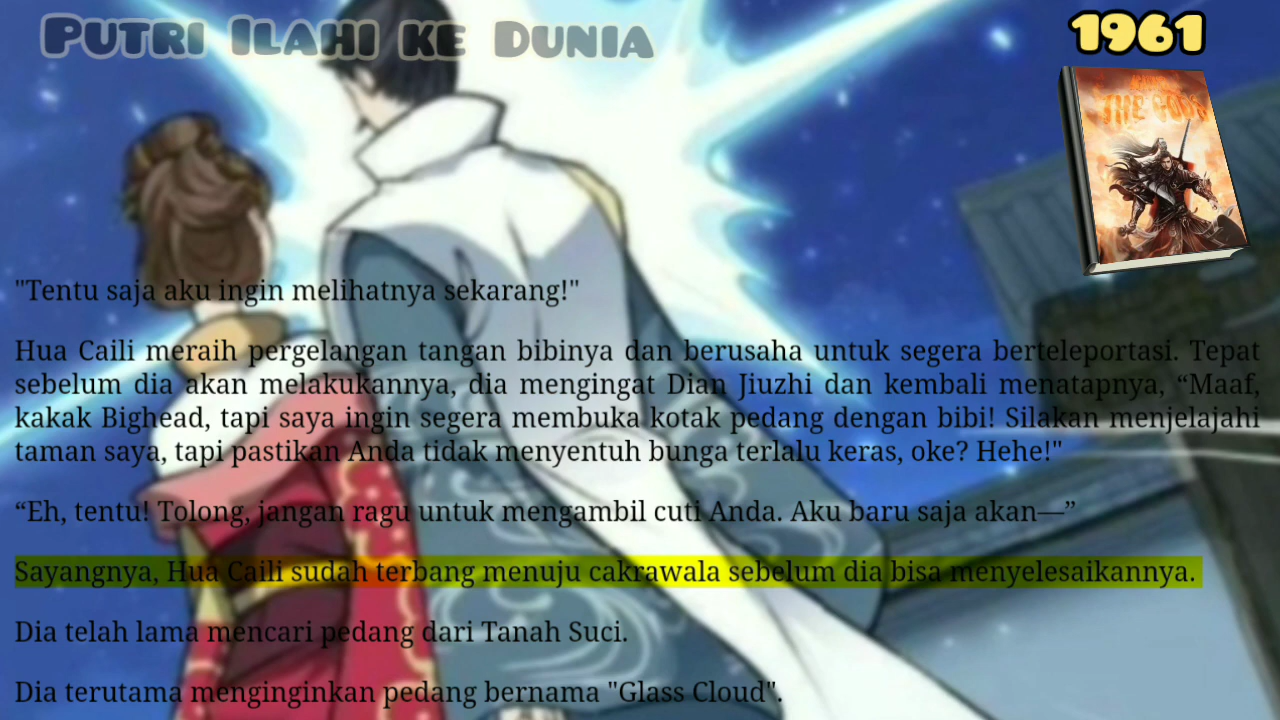 Putri Ilahi ke Dunia
1961
THE GODS
"Tentu saja aku ingin melihatnya sekarang!"
Hua Caili meraih pergelangan tangan bibinya dan berusaha untuk segera berteleportasi. Tepat
sebelum dia akan melakukannya, dia mengingat Dian Jiuzhi dan kembali menatapnya, “Maaf,
kakak Bighead, tapi saya ingin segera membuka kotak pedang dengan bibi! Silakan menjelajahi
taman saya, tapi pastikan Anda tidak menyentuh bunga terlalu keras, oke? Hehe!"
“Eh, tentu! Tolong, jangan ragu untuk mengambil cuti Anda. Aku baru saja akan—”
Sayangnya, Hua Caili sudah terbang menuju cakrawala sebelum dia bisa menyelesaikannya.
Dia telah lama mencari pedang dari Tanah Suci.
Dia terutama menginginkan pedang bernama "Glass Cloud".